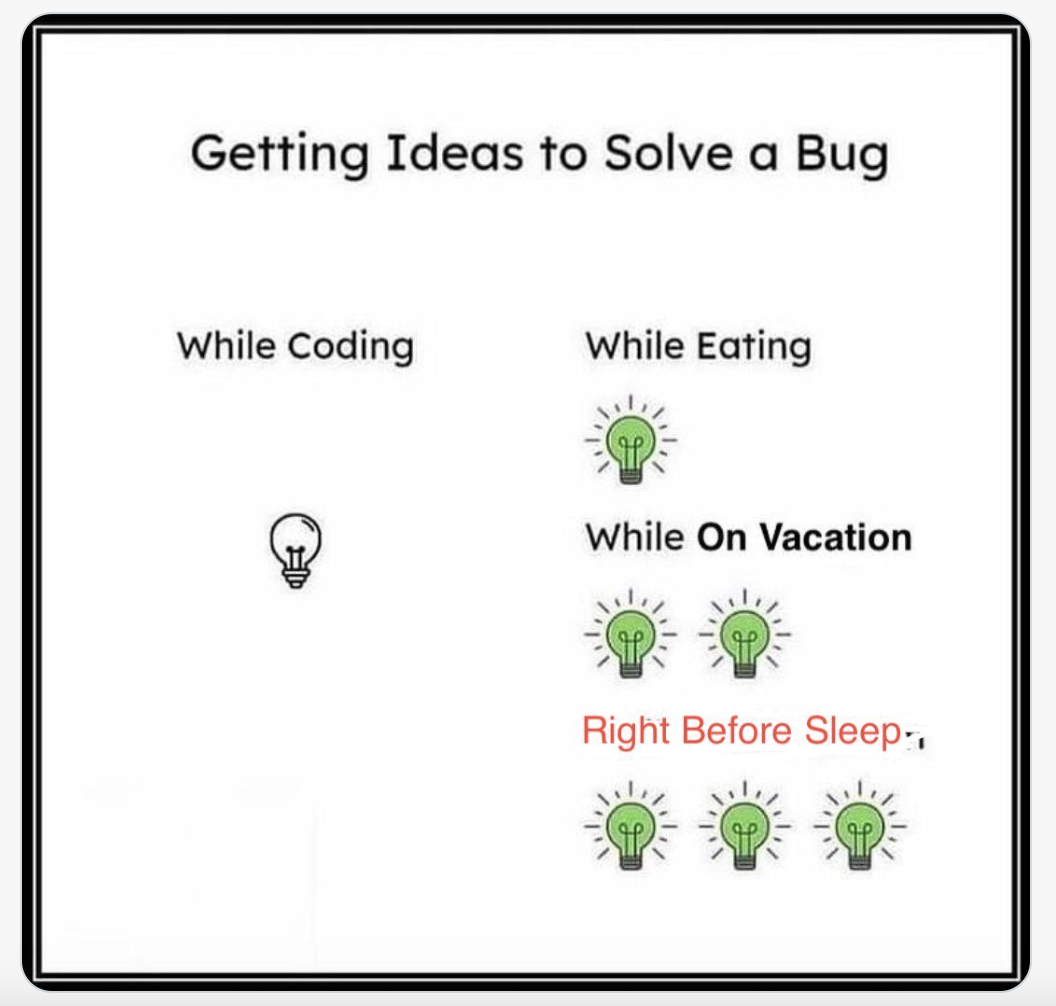 Getting Ideas to Solve a Bug
While Coding
While Eating
While On Vacation
Right Before Sleep